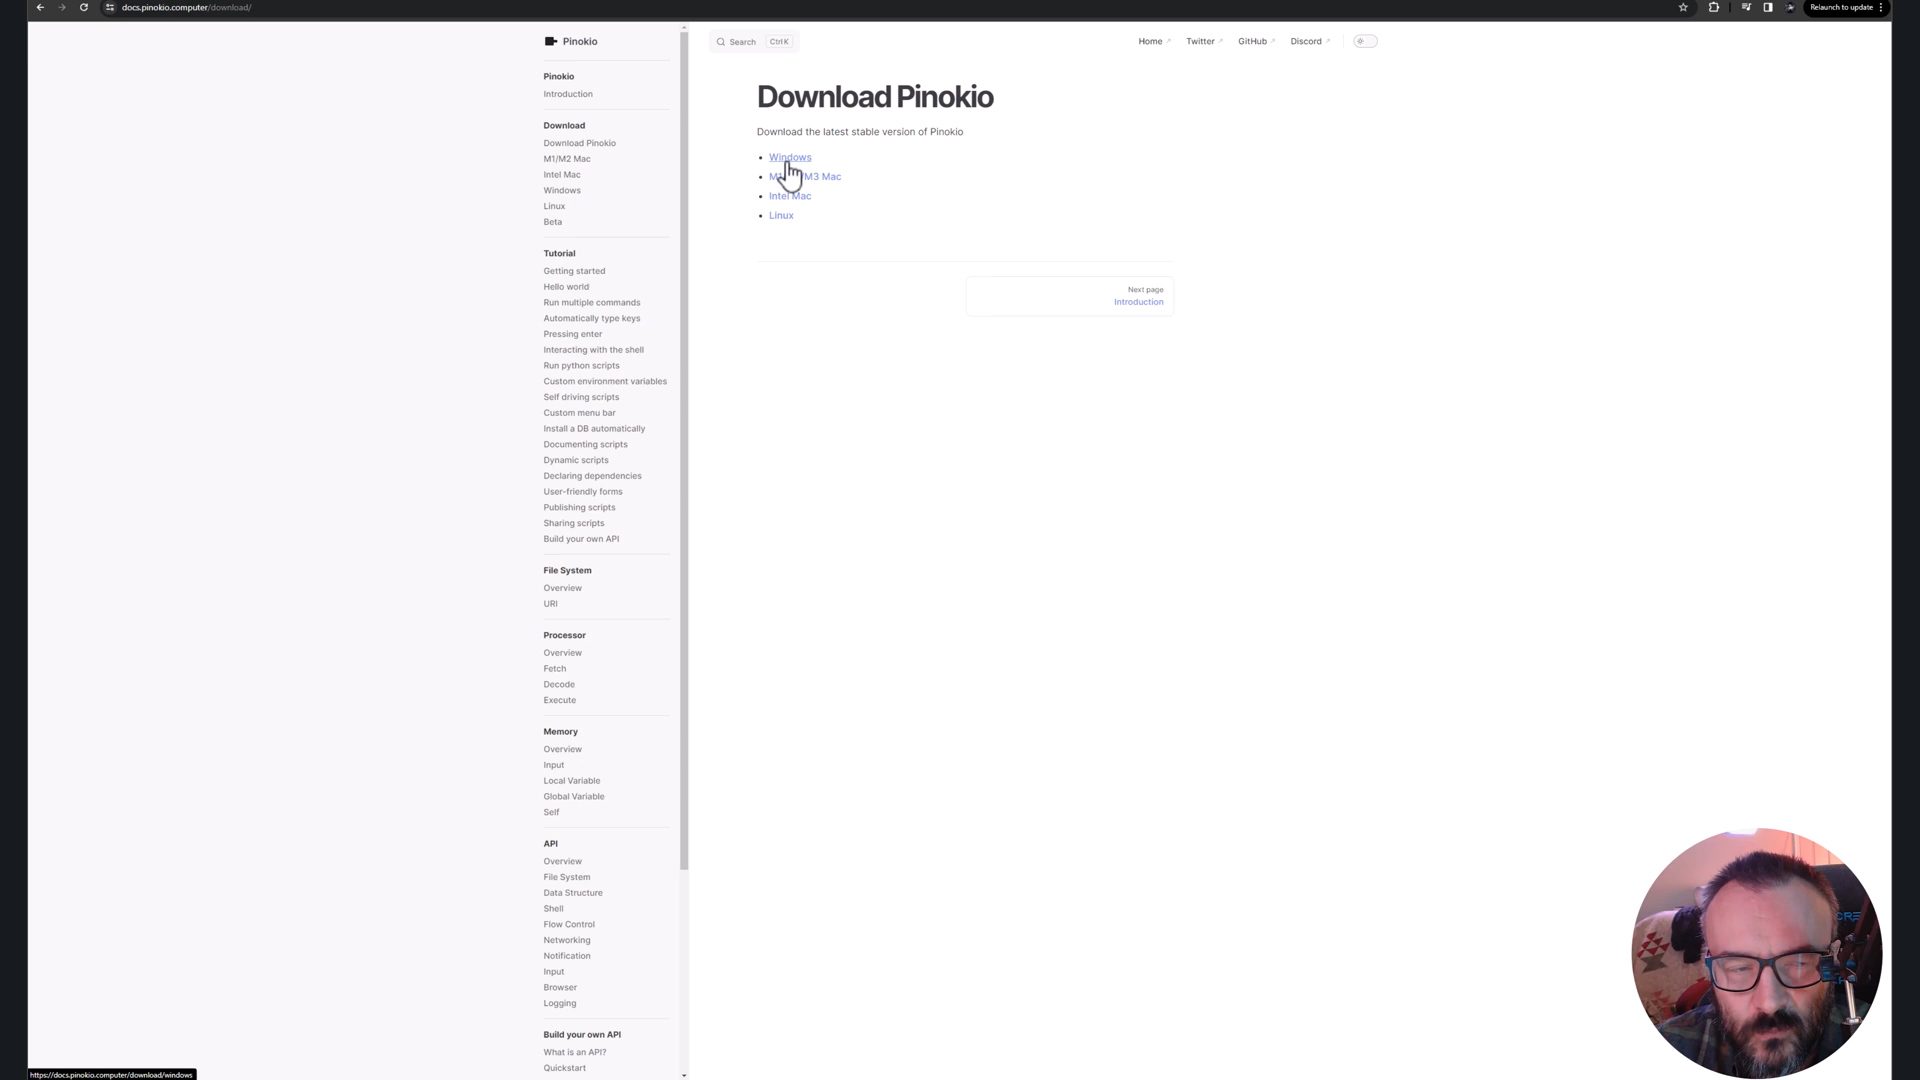 docs.pinokio.computer/download/
Relaunch to update
Pinokio
Pinokio
Introduction
Download
Download Pinokio
M1/M2 Mac
Intel Mac
Windows
Linux
Beta
Tutorial
Getting started
Hello world
Run multiple commands
Automatically type keys
Pressing enter
Interacting with the shell
Run python scripts
Custom environment variables
Self driving scripts
Custom menu bar
Install a DB automatically
Documenting scripts
Dynamic scripts
Declaring dependencies
User-friendly forms
Publishing scripts
Sharing scripts
Build your own API
File System
Overview
URI
Processor
Overview
Fetch
Decode
Execute
Memory
Overview
Input
Local Variable
Global Variable
Self
API
Overview
File System
Data Structure
Shell
Flow Control
Networking
Notification
Input
Browser
Logging
Build your own API
What is an API?
Quickstart
Search Ctrl K
Home Twitter GitHub Discord
Download Pinokio
Download the latest stable version of Pinokio
Windows
/M3 Mac
Intel Mac
Linux
Next page
Introduction
https://docs.pinokio.computer/download/windows